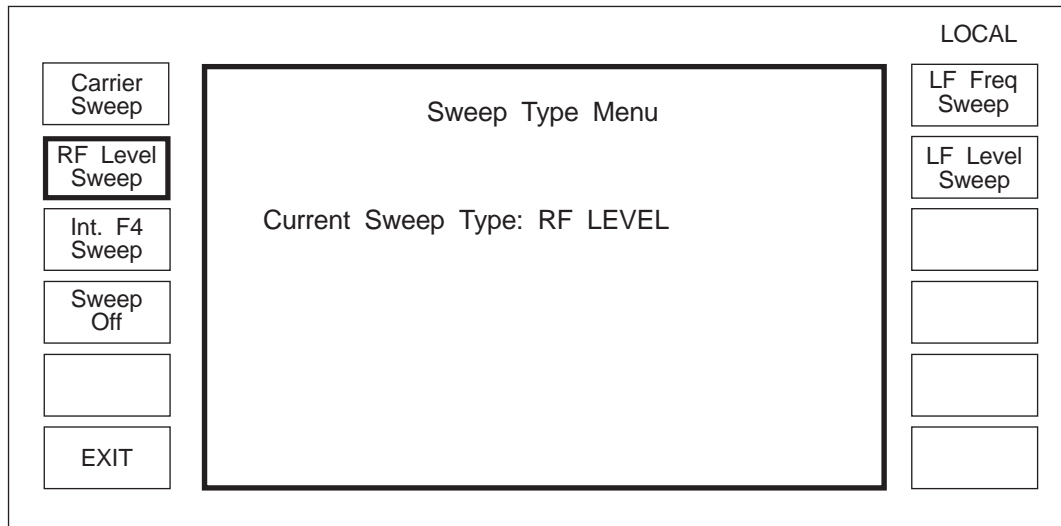 LOCAL
Carrier
Sweep
RF Level
Sweep
Int. F4
Sweep
Sweep
Off
EXIT
Sweep Type Menu
Current Sweep Type: RF LEVEL
LF Freq
Sweep
LF Level
Sweep